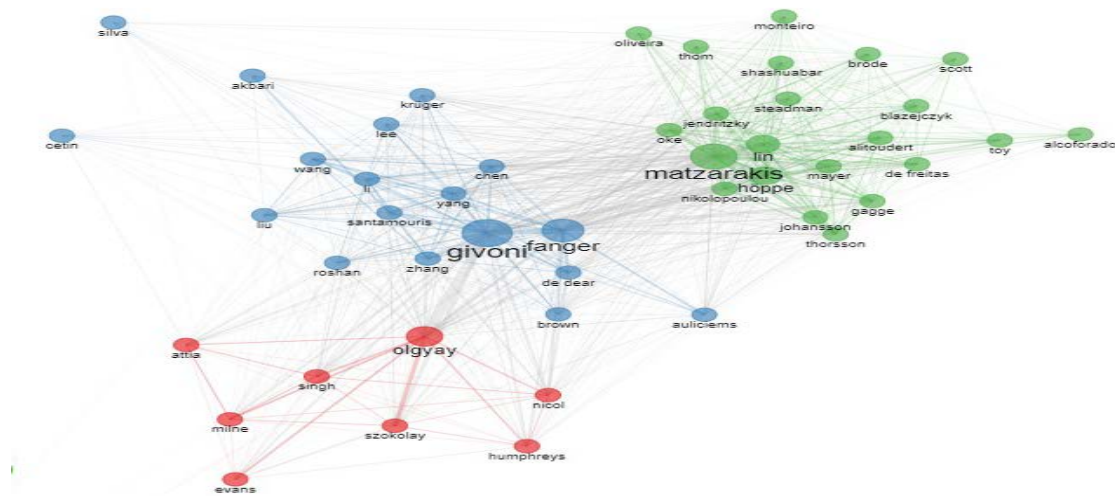 silva
monteiro
oliveira
thom
brode
scott
shashuabar
akbari
kruger
steadman
blazejczyk
jendritzky
lee
oke
cetin
alitoudert
toy
alcoforado
lin
wang
chen
matzarakis
mayer
de freitas
li
hoppe
yang
nikolopoulou
gagge
liu
santamouris
johansson
givoni
fanger
thorsson
roshan
zhang
de dear
brown
auliciems
olgyay
attia
singh
nicol
milne
szokolay
humphreys
evans